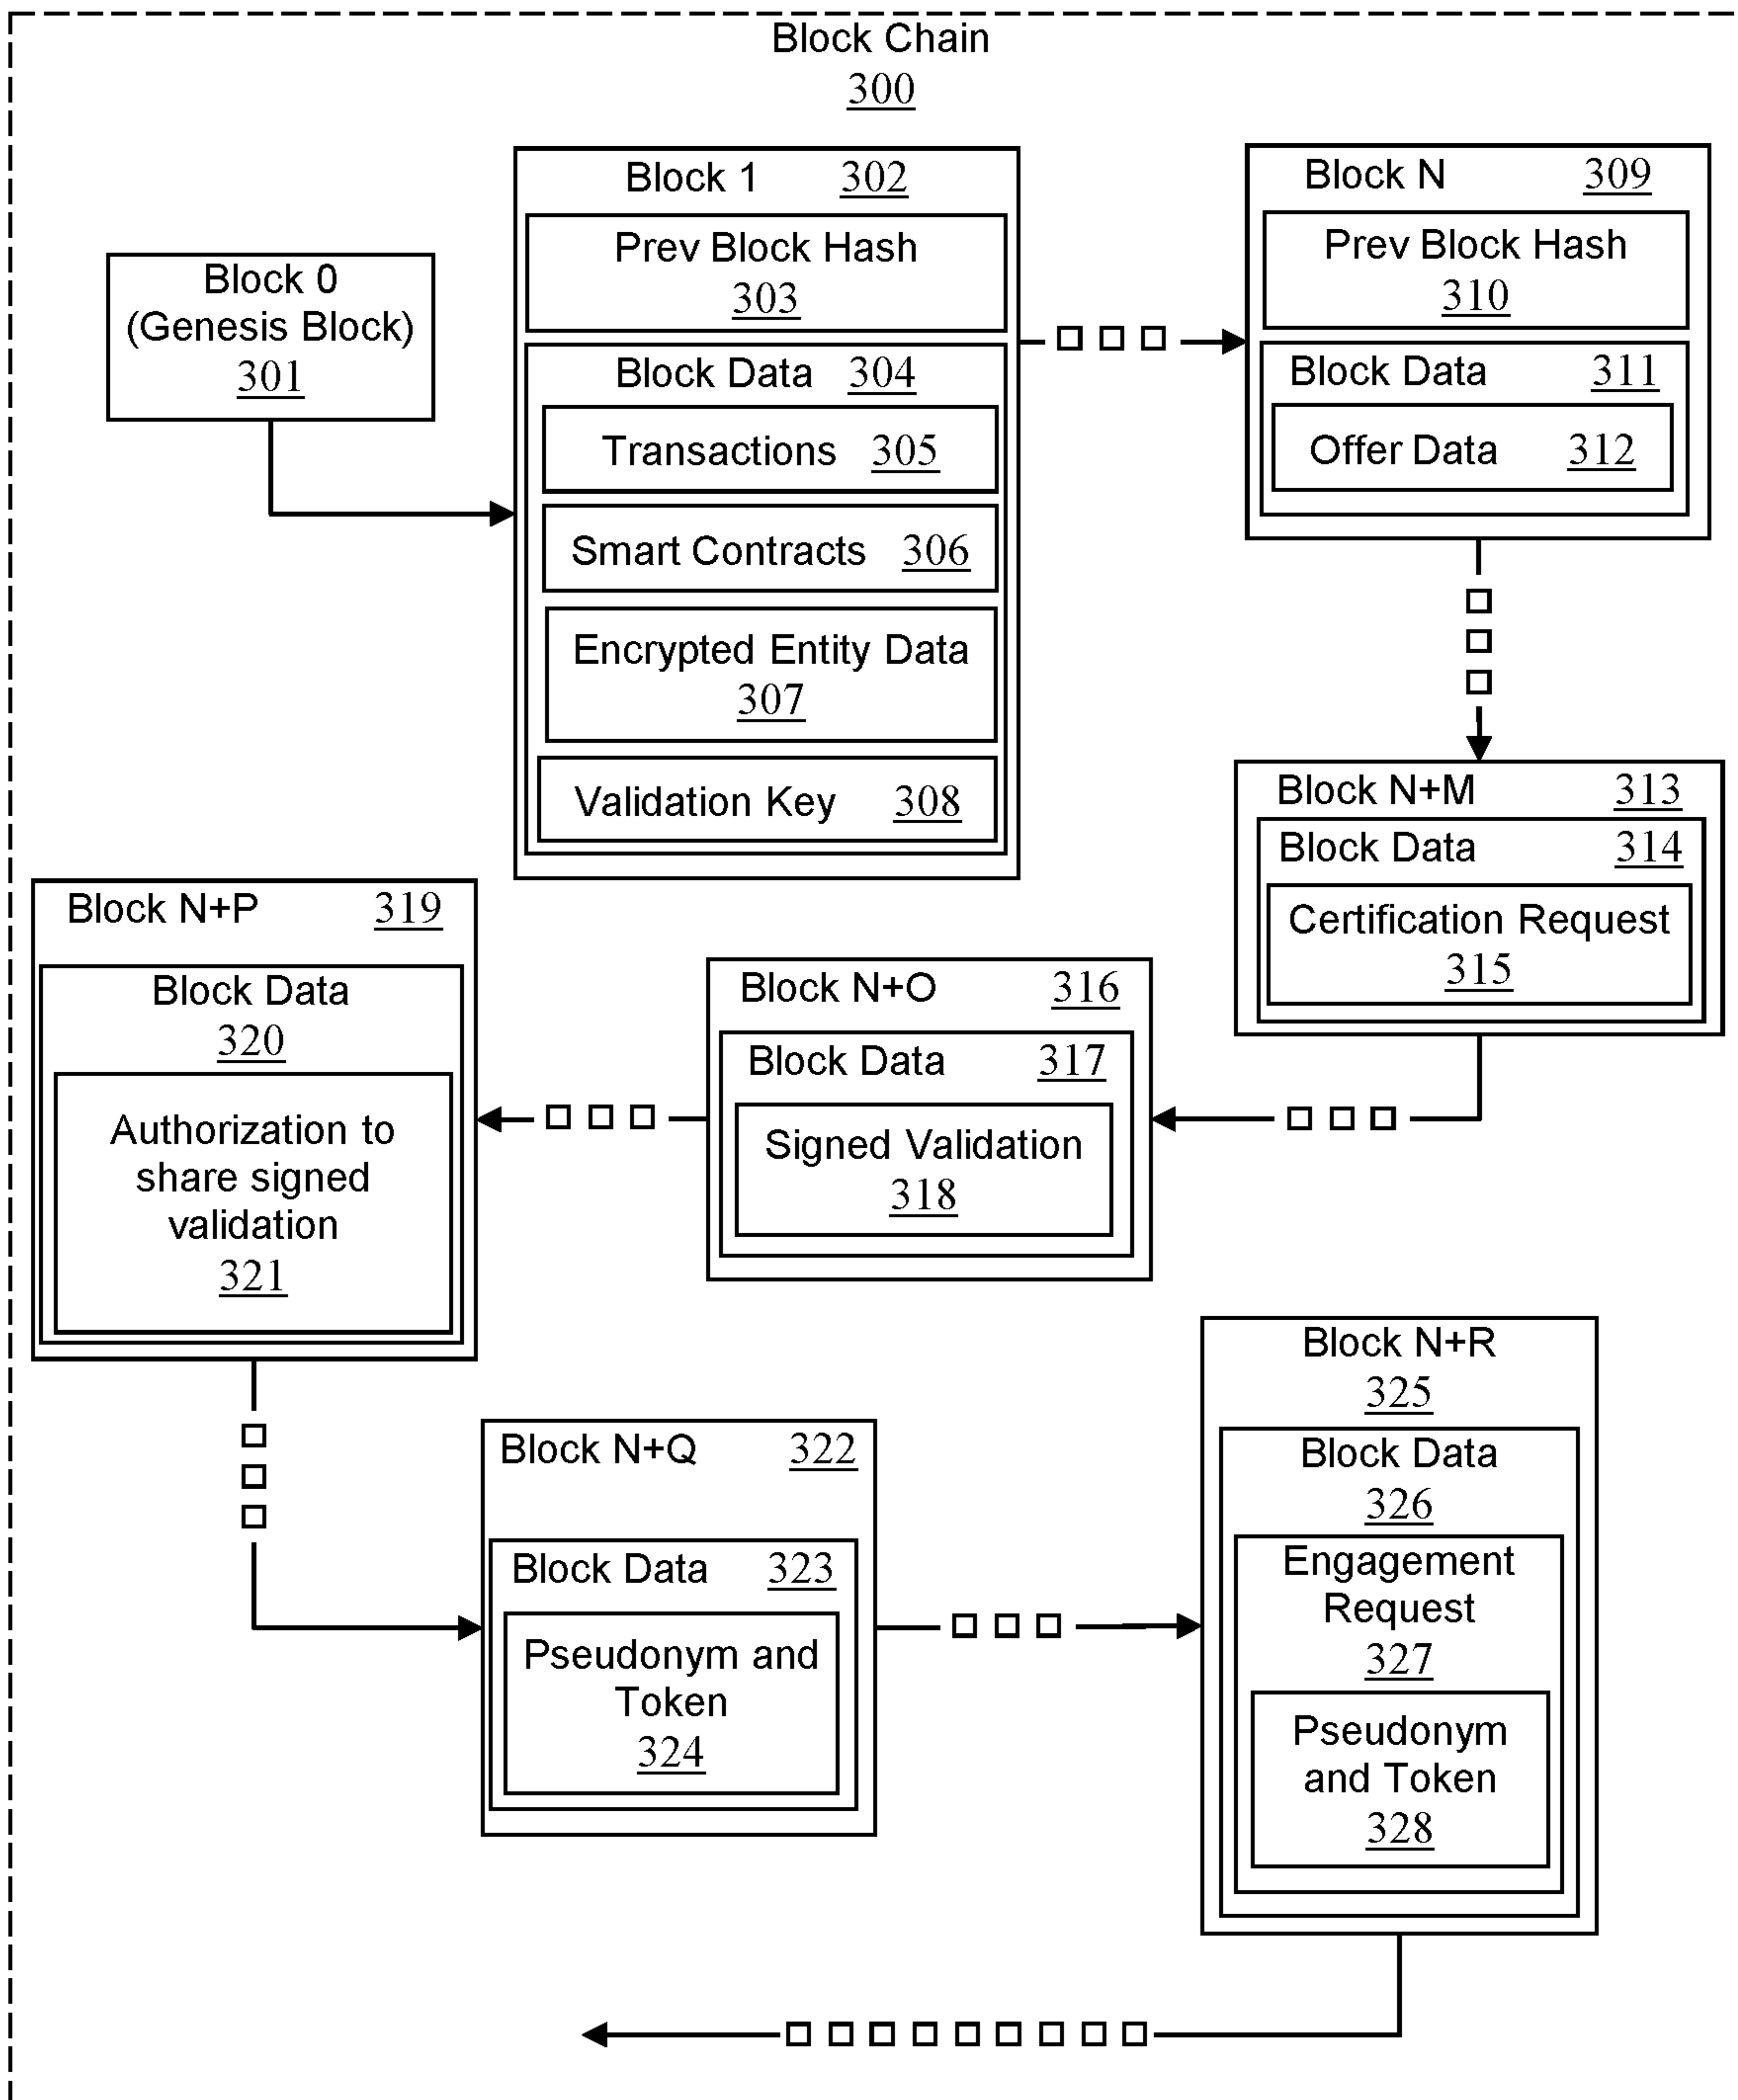 Block Chain
300
Block 0
(Genesis Block)
301
Block 1 302
Prev Block Hash
303
Block Data 304
Transactions 305
Smart Contracts 306
Encrypted Entity Data
307
Validation Key 308
Block N 309
Prev Block Hash
310
Block Data 311
Offer Data 312
Block N+M 313
Block Data 314
Certification Request
315
Block N+O 316
Block Data 317
Signed Validation
318
Block N+P 319
Block Data
320
Authorization to
share signed
validation
321
Block N+Q 322
Block Data 323
Pseudonym and
Token
324
Block N+R
325
Block Data
326
Engagement
Request
327
Pseudonym
and Token
328